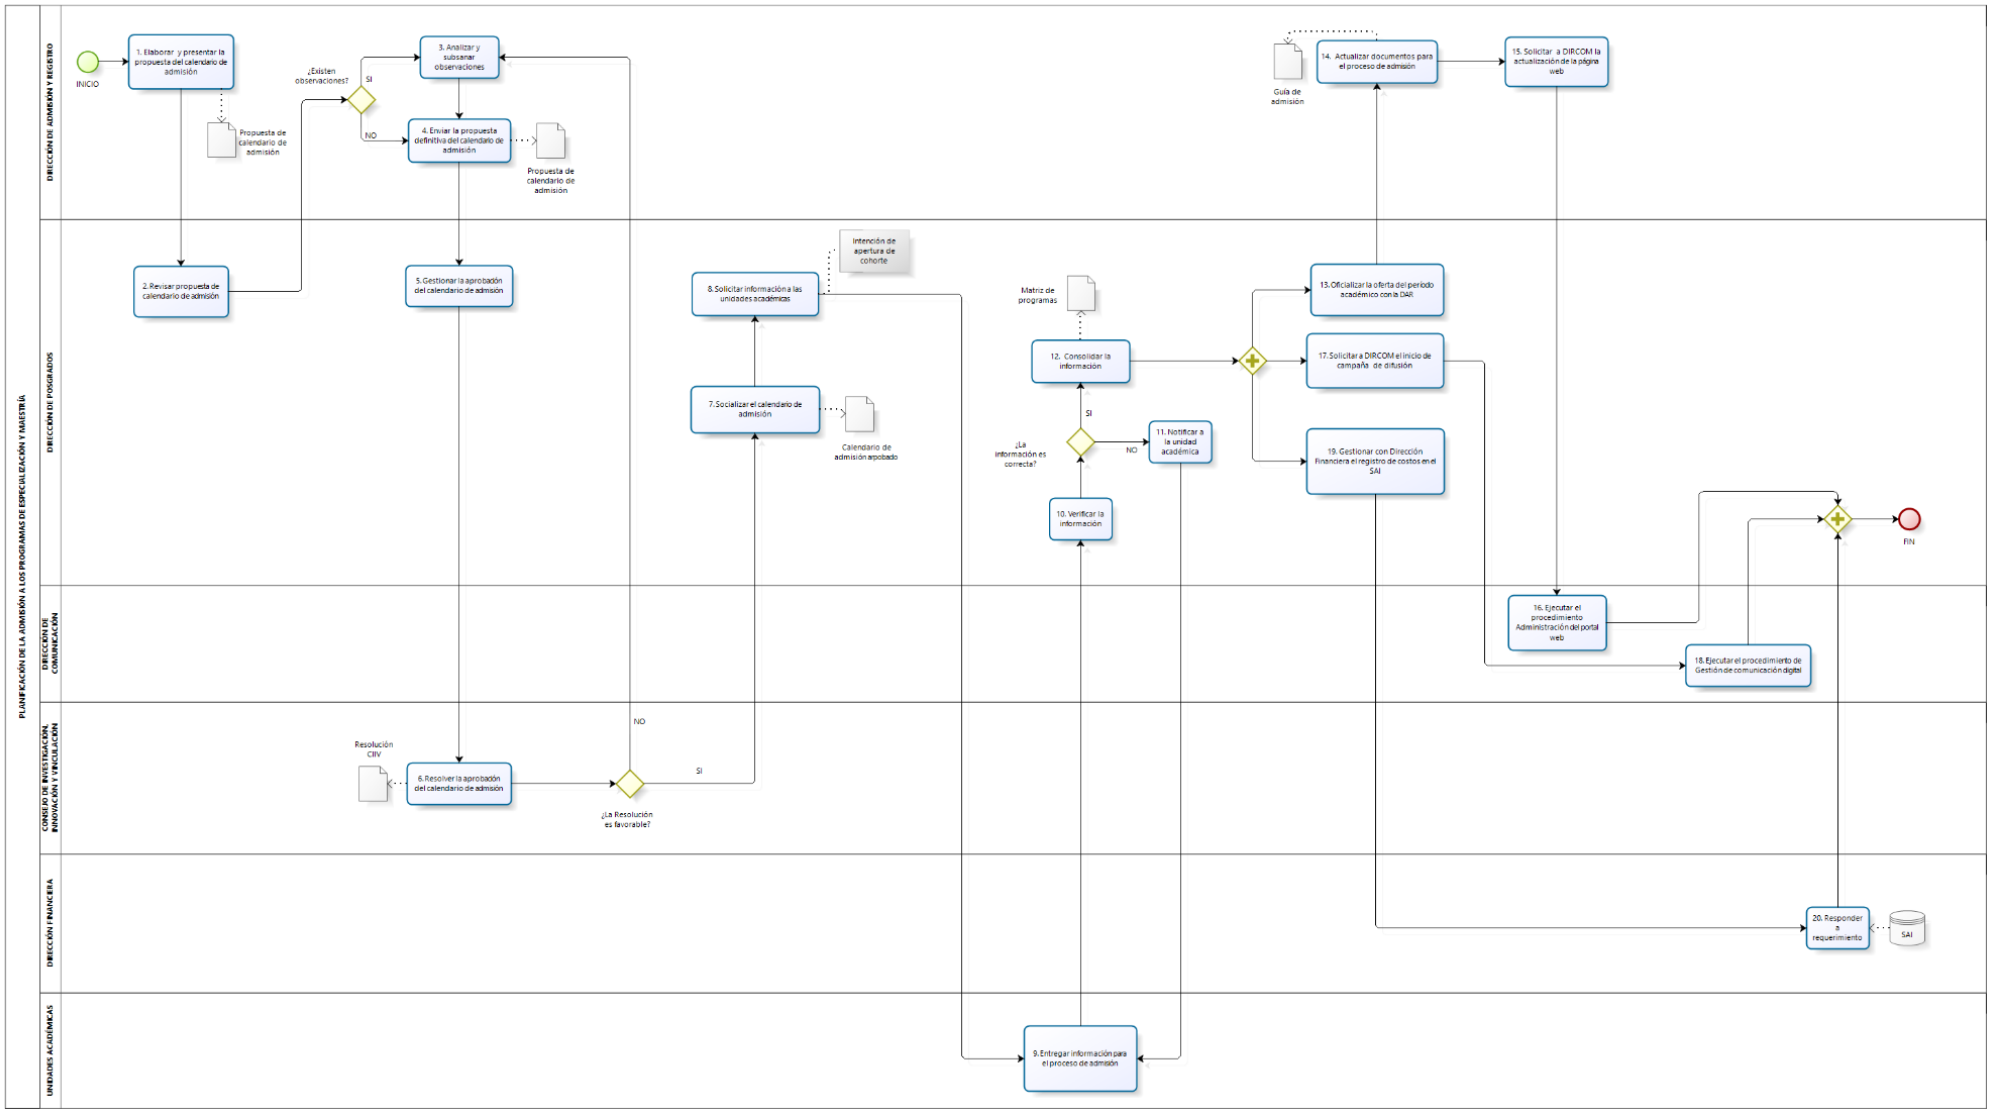 PLANIFICACIÓN DE LA ADMISIÓN A LOS PROGRAMAS DE ESPECIALIZACIÓN Y MAESTRÍA
DIRECCIÓN DE ADMISIÓN Y REGISTRO
INICIO
1. Elaborar y presentar la
propuesta del calendario de
admisión
Propuesta de
calendario de
admisión
¿Existen
observaciones?
SI
NO
3. Analizar y
subsanar
observaciones
4. Enviar la propuesta
definitiva del calendario de
admisión
Propuesta de
calendario de
admisión
Guía de
admisión
14. Actualizar documentos para
el proceso de admisión
15. Solicitar a DIRCOM la
actualización de la página
web
DIRECCIÓN DE POSGRADOS
2. Revisar propuesta de
calendario de admisión
5. Gestionar la aprobación
del calendario de admisión
8. Solicitar información a las
unidades académicas
Intención de
apertura de
cohorte
7. Socializar el calendario de
admisión
Calendario de
admisión arpobado
Matriz de
programas
12. Consolidar la
información
SI
¿La
información es
correcta?
NO
11. Notificar a
la unidad
académica
10. Verificar la
información
13. Oficializar la oferta del período
académico con la DAR
17. Solicitar a DIRCOM el inicio de
campaña de difusión
19. Gestionar con Dirección
Financiera el registro de costos en el
SAI
FIN
DIRECCIÓN DE
COMUNICACIÓN
16. Ejecutar el
procedimiento
Administración del portal
web
18. Ejecutar el procedimiento de
Gestión de comunicación digital
CONSEJO DE INVESTIGACIÓN,
INNOVACIÓN Y VINCULACIÓN
Resolución
CIIV
6. Resolver la aprobación
del calendario de admisión
NO
SI
¿La Resolución
es favorable?
DIRECCIÓN FINANCIERA
20. Responder
a
requerimiento
SAI
UNIDADES ACADÉMICAS
9. Entregar información para
el proceso de admisión